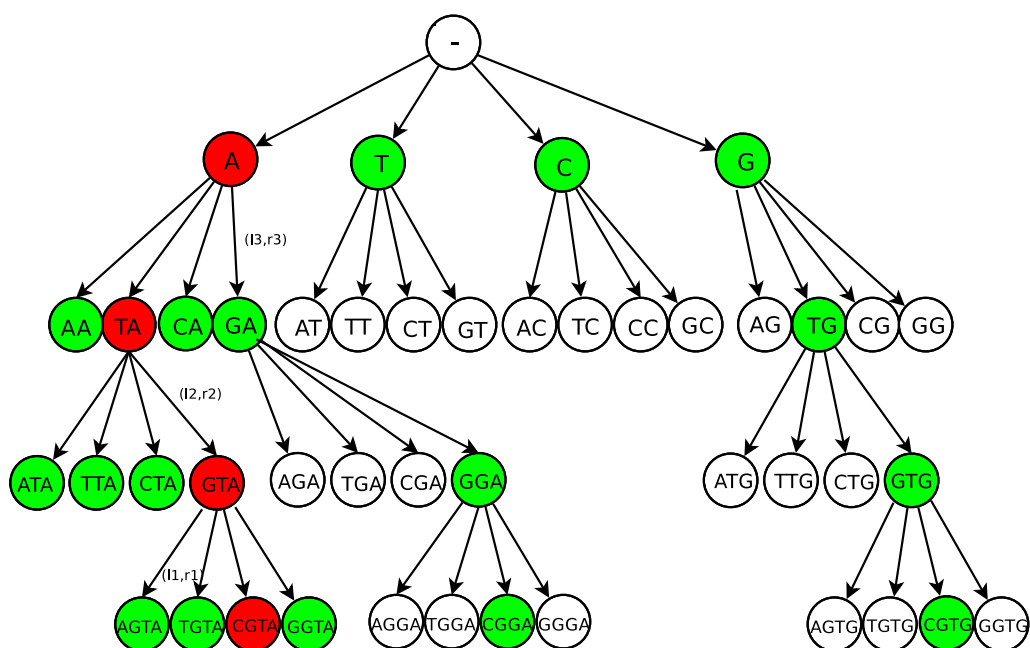 -
A T C G
(l3,r3)
AA TA CA GA AT TT CT GT AC TC CC GC AG TG CG GG
(l2,r2)
ATA TTA CTA GTA AGA TGA CGA GGA ATG TTG CTG GTG
(l1,r1)
AGTA TGTA CGTA GGTA AGGA TGGA CGGA GGGA AGTG TGTG CGTG GGTG